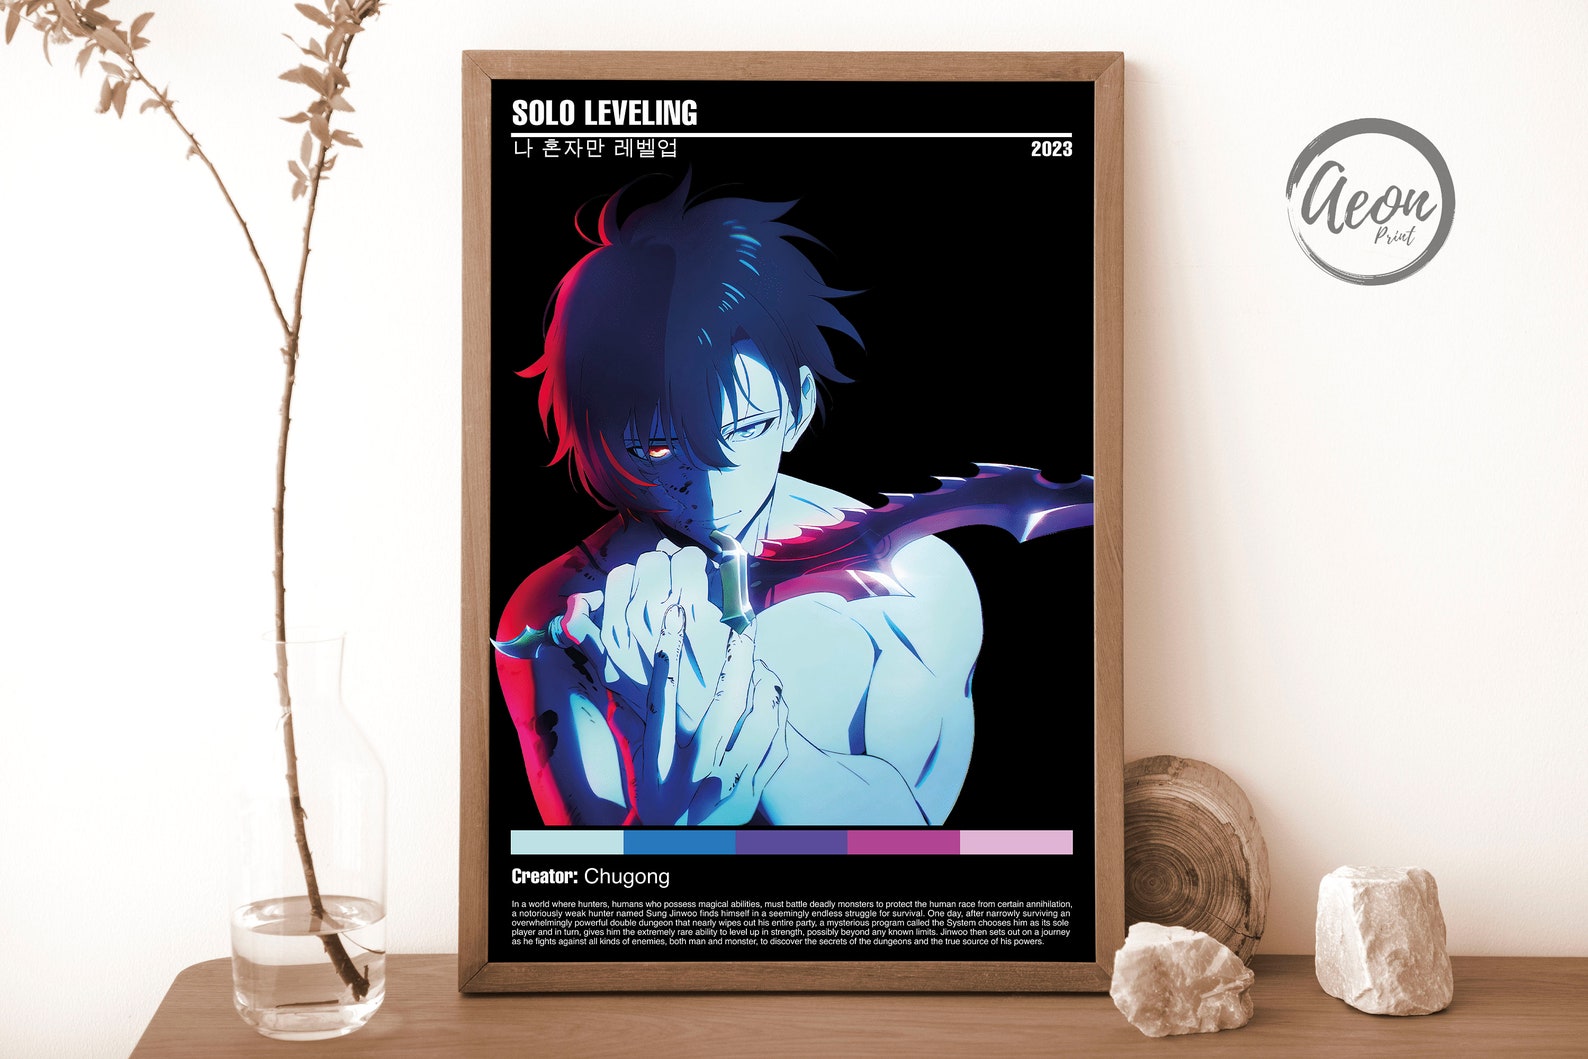 SOLO LEVELING
나 혼자만 레벨업
2023
Aeon
Print
Creator: Chugong
In a world where hunters, humans who possess magical abilities, must battle deadly monsters to protect the human race from certain annihilation,
a notoriously weak hunter named Sung Jinwoo finds himself in a seemingly endless struggle for survival. One day, after narrowly surviving an
overwhelmingly powerful double dungeon that nearly wipes out his entire party, a mysterious program called the System chooses him as its sole
player and in turn, gives him the extremely rare ability to level up in strength, possibly beyond any known limits. Jinwoo then sets out on a journey
as he fights against all kinds of enemies, both man and monster, to discover the secrets of the dungeons and the true source of his powers.